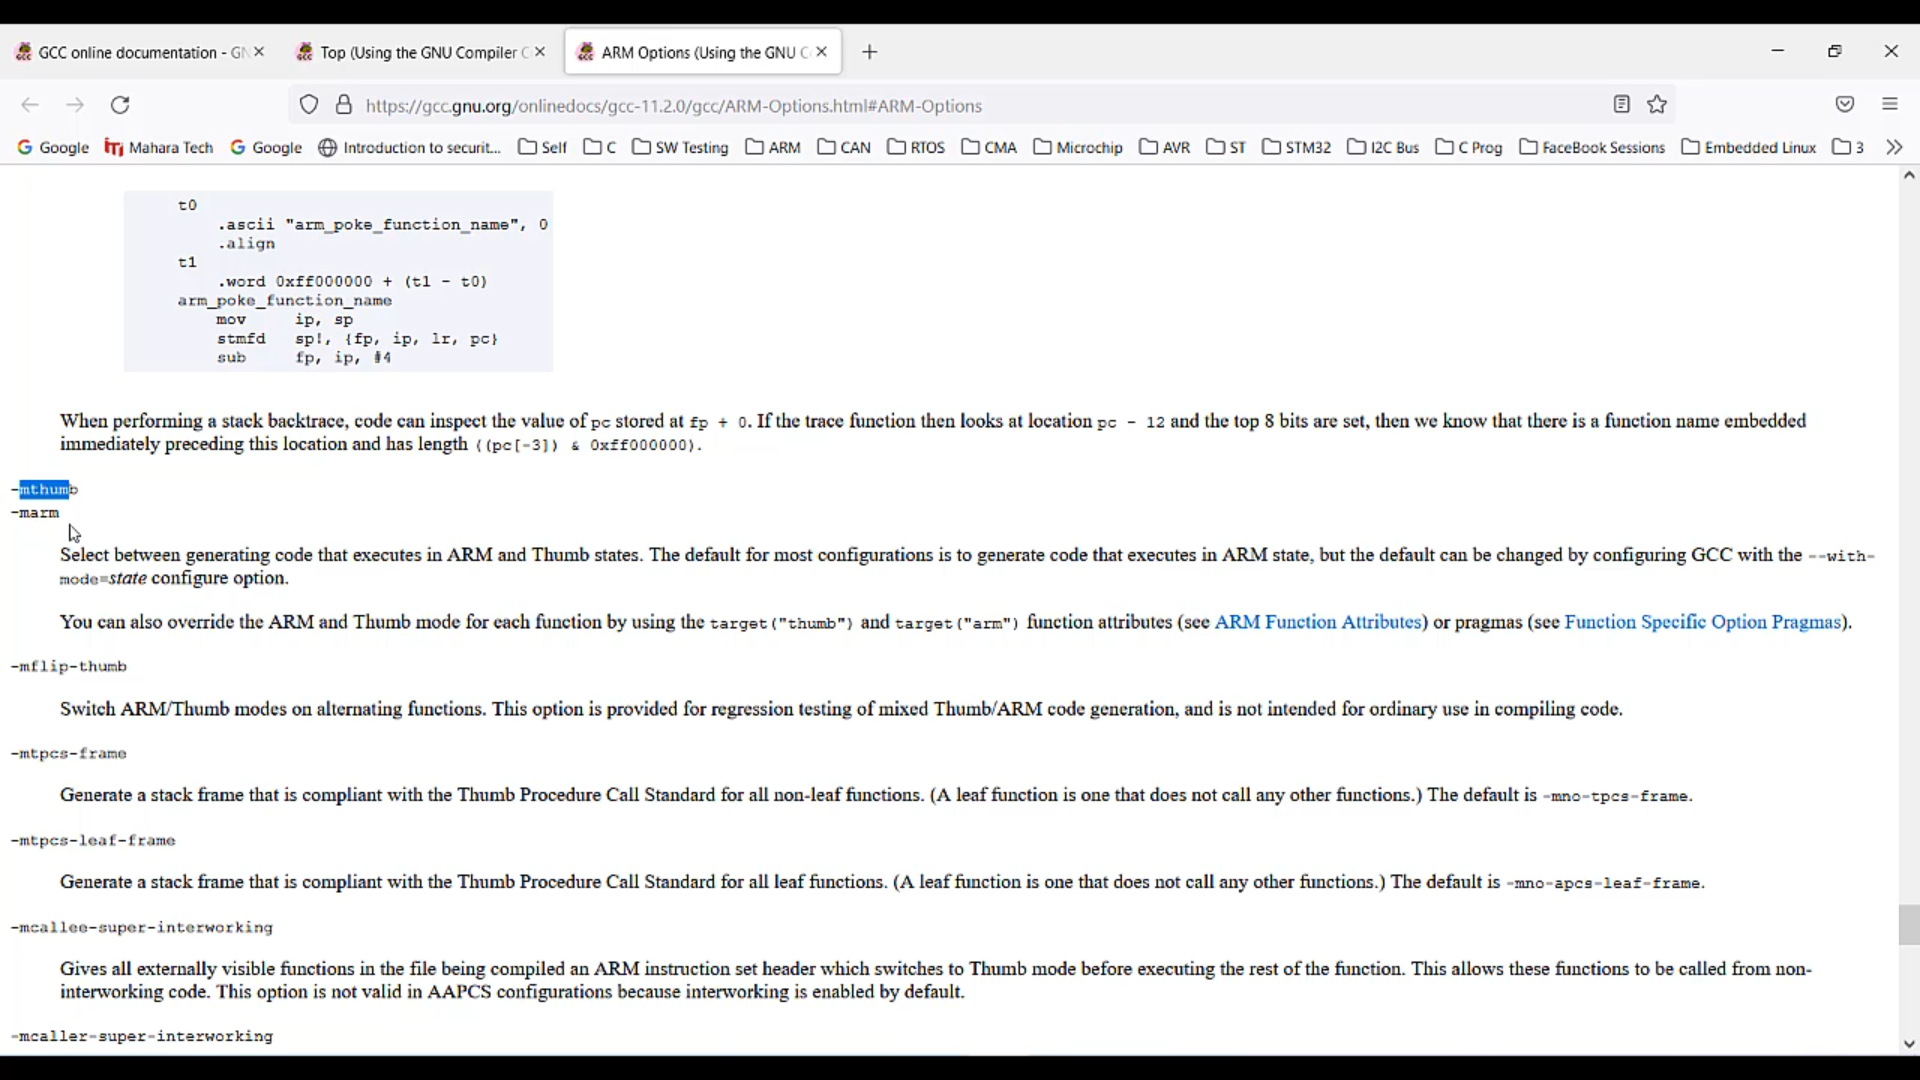 GCC online documentation - GN
Top (Using the GNU Compiler C
ARM Options (Using the GNU C
https://gcc.gnu.org/onlinedocs/gcc-11.2.0/gcc/ARM-Options.html#ARM-Options
Google Mahara Tech Google Introduction to securit... Self C SW Testing ARM CAN RTOS CMA Microchip AVR ST STM32 I2C Bus C Prog FaceBook Sessions Embedded Linux 3
t0
.ascii "arm_poke_function_name", 0
.align
t1
.word 0xff000000 + (t1 - t0)
arm_poke_function_name
mov ip, sp
stmfd sp!, {fp, ip, lr, pc}
sub fp, ip, #4
When performing a stack backtrace, code can inspect the value of pc stored at fp + 0. If the trace function then looks at location pc - 12 and the top 8 bits are set, then we know that there is a function name embedded
immediately preceding this location and has length ((pc[-3]) & 0xff000000).
-mthumb
-marm
Select between generating code that executes in ARM and Thumb states. The default for most configurations is to generate code that executes in ARM state, but the default can be changed by configuring GCC with the --with-
mode=state configure option.
You can also override the ARM and Thumb mode for each function by using the target("thumb") and target("arm") function attributes (see ARM Function Attributes) or pragmas (see Function Specific Option Pragmas).
-mflip-thumb
Switch ARM/Thumb modes on alternating functions. This option is provided for regression testing of mixed Thumb/ARM code generation, and is not intended for ordinary use in compiling code.
-mtpcs-frame
Generate a stack frame that is compliant with the Thumb Procedure Call Standard for all non-leaf functions. (A leaf function is one that does not call any other functions.) The default is -mno-tpcs-frame.
-mtpcs-leaf-frame
Generate a stack frame that is compliant with the Thumb Procedure Call Standard for all leaf functions. (A leaf function is one that does not call any other functions.) The default is -mno-apcs-leaf-frame.
-mcallee-super-interworking
Gives all externally visible functions in the file being compiled an ARM instruction set header which switches to Thumb mode before executing the rest of the function. This allows these functions to be called from non-
interworking code. This option is not valid in AAPCS configurations because interworking is enabled by default.
-mcaller-super-interworking